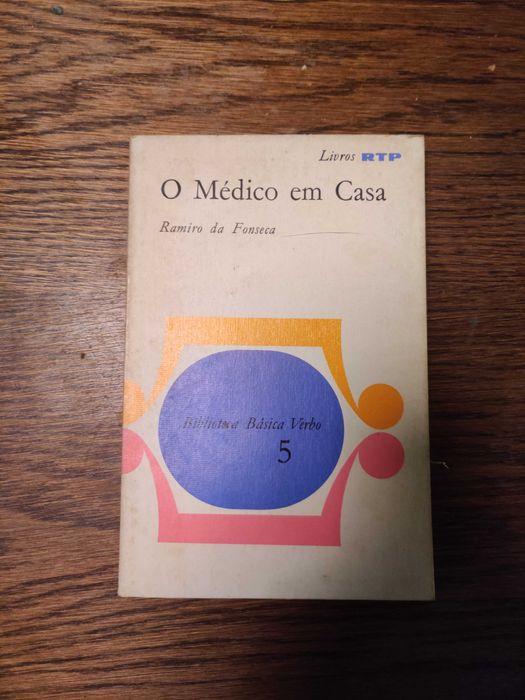 Livros RTP
O Médico em Casa
Ramiro da Fonseca
Biblioteca Básica Verbo
5